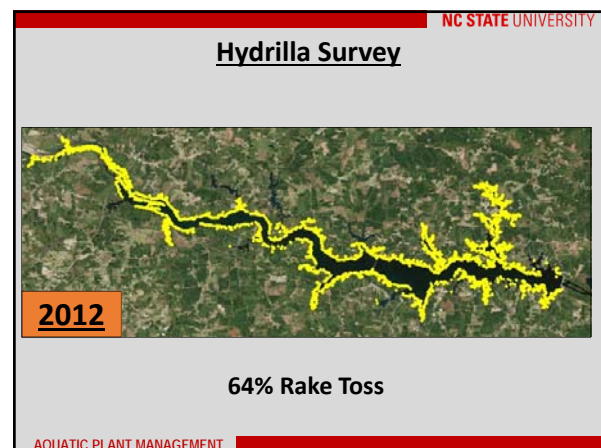 NC STATE UNIVERSITY
Hydrilla Survey
2012
64% Rake Toss
AQUATIC PLANT MANAGEMENT